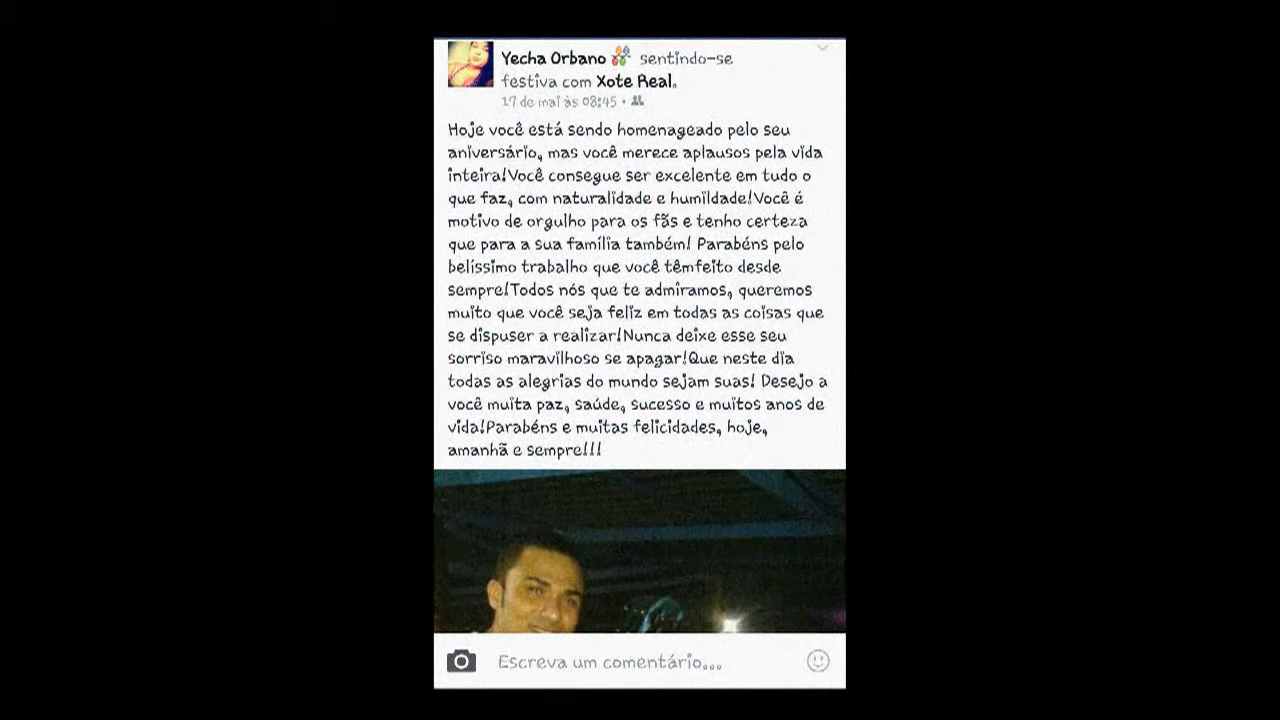 Yecha Orbano sentindo-se
festiva com Xote Real.
17 de mai às 08:45 •
Hoje você está sendo homenageado pelo seu
aniversário, mas você merece aplausos pela vida
inteira!Você consegue ser excelente em tudo o
que faz, com naturalidade e humildade!Você é
motivo de orgulho para os fãs e tenho certeza
que para a sua família também! Parabéns pelo
belíssimo trabalho que você têmfeito desde
sempre!Todos nós que te admiramos, queremos
muito que você seja feliz em todas as coisas que
se dispuser a realizar!Nunca deixe esse seu
sorriso maravilhoso se apagar!Que neste dia
todas as alegrias do mundo sejam suas! Desejo a
você muita paz, saúde, sucesso e muitos anos de
vida!Parabéns e muitas felicidades, hoje,
amanhã e sempre!!!
Escreva um comentário...